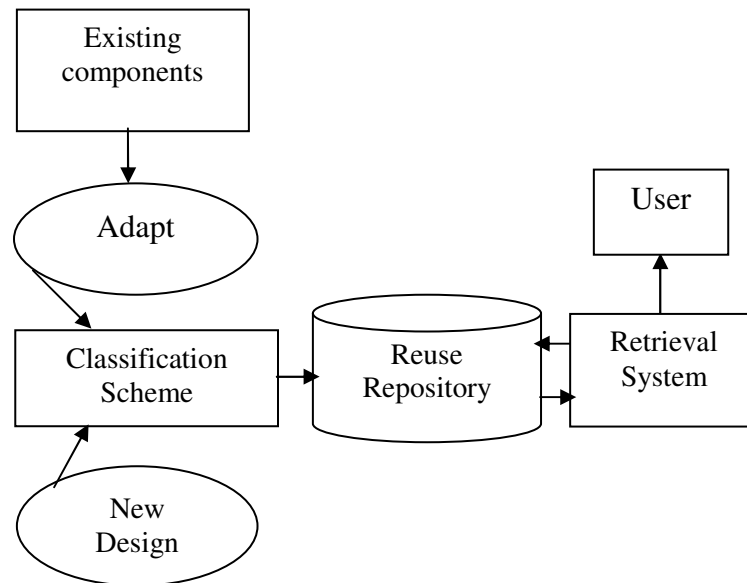 Existing
components
Adapt
User
Classification
Scheme
Reuse
Repository
Retrieval
System
New
Design